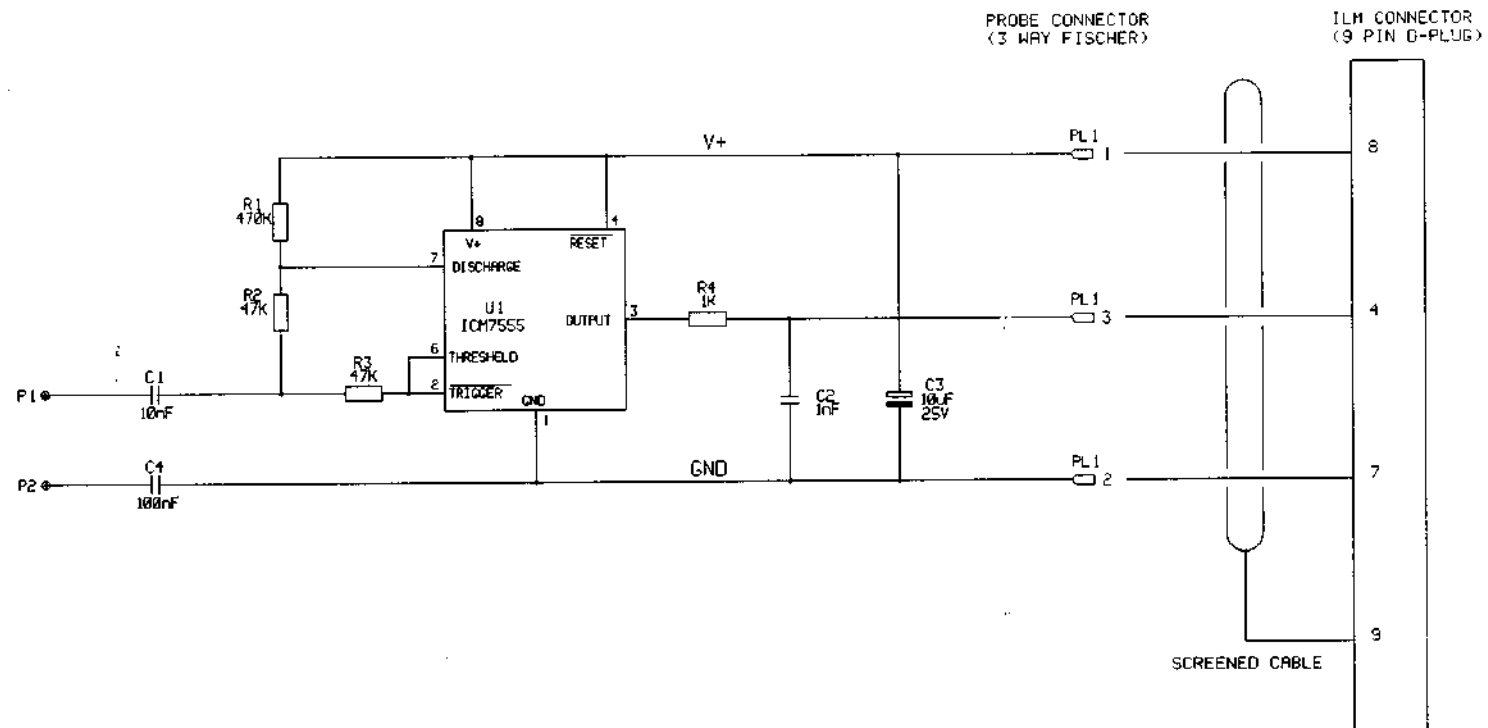 PROBE CONNECTOR
(3 WAY FISCHER)
ILM CONNECTOR
(9 PIN D-PLUG)
V+
PL1
1
8
R1
470K
8
4
V+
RESET
7
DISCHARGE
R2
47K
U1
ICM7555
OUTPUT
3
R4
1K
PL1
3
4
6
THRESHELD
R3
47K
2
TRIGGER
GND
1
P1
C1
10nF
C2
1nF
C3
10uF
25V
P2
C4
100nF
GND
PL1
2
7
9
SCREENED CABLE